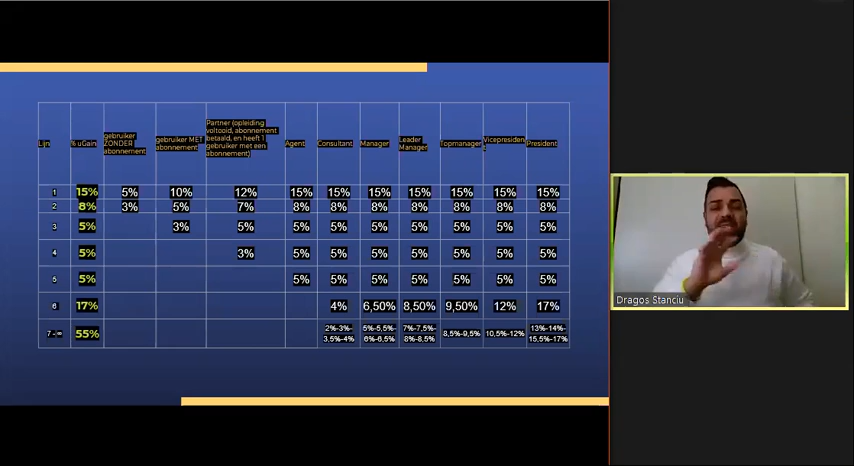 Lijn % uGain gebruiker ZONDER abonnement gebruiker MET abonnement Partner (opleiding voltooid, abonnement betaald, en heeft 1 gebruiker met een abonnement) Agent Consultant Manager Leader Manager Topmanager Vicepresident President
1 15% 5% 10% 12% 15% 15% 15% 15% 15% 15% 15%
2 8% 3% 5% 7% 8% 8% 8% 8% 8% 8% 8%
3 5% 3% 5% 5% 5% 5% 5% 5% 5% 5%
4 5% 3% 5% 5% 5% 5% 5% 5% 5%
5 5% 5% 5% 5% 5% 5% 5% 5%
6 17% 4% 6,50% 8,50% 9,50% 12% 17%
7 - ∞ 55% 2%-3%-3,5%-4% 5%-5,5%-6%-6,5% 7%-7,5%-8%-8,5% 8,5%-9,5% 10,5%-12% 13%-14%-15,5%-17%
Dragos Stanciu